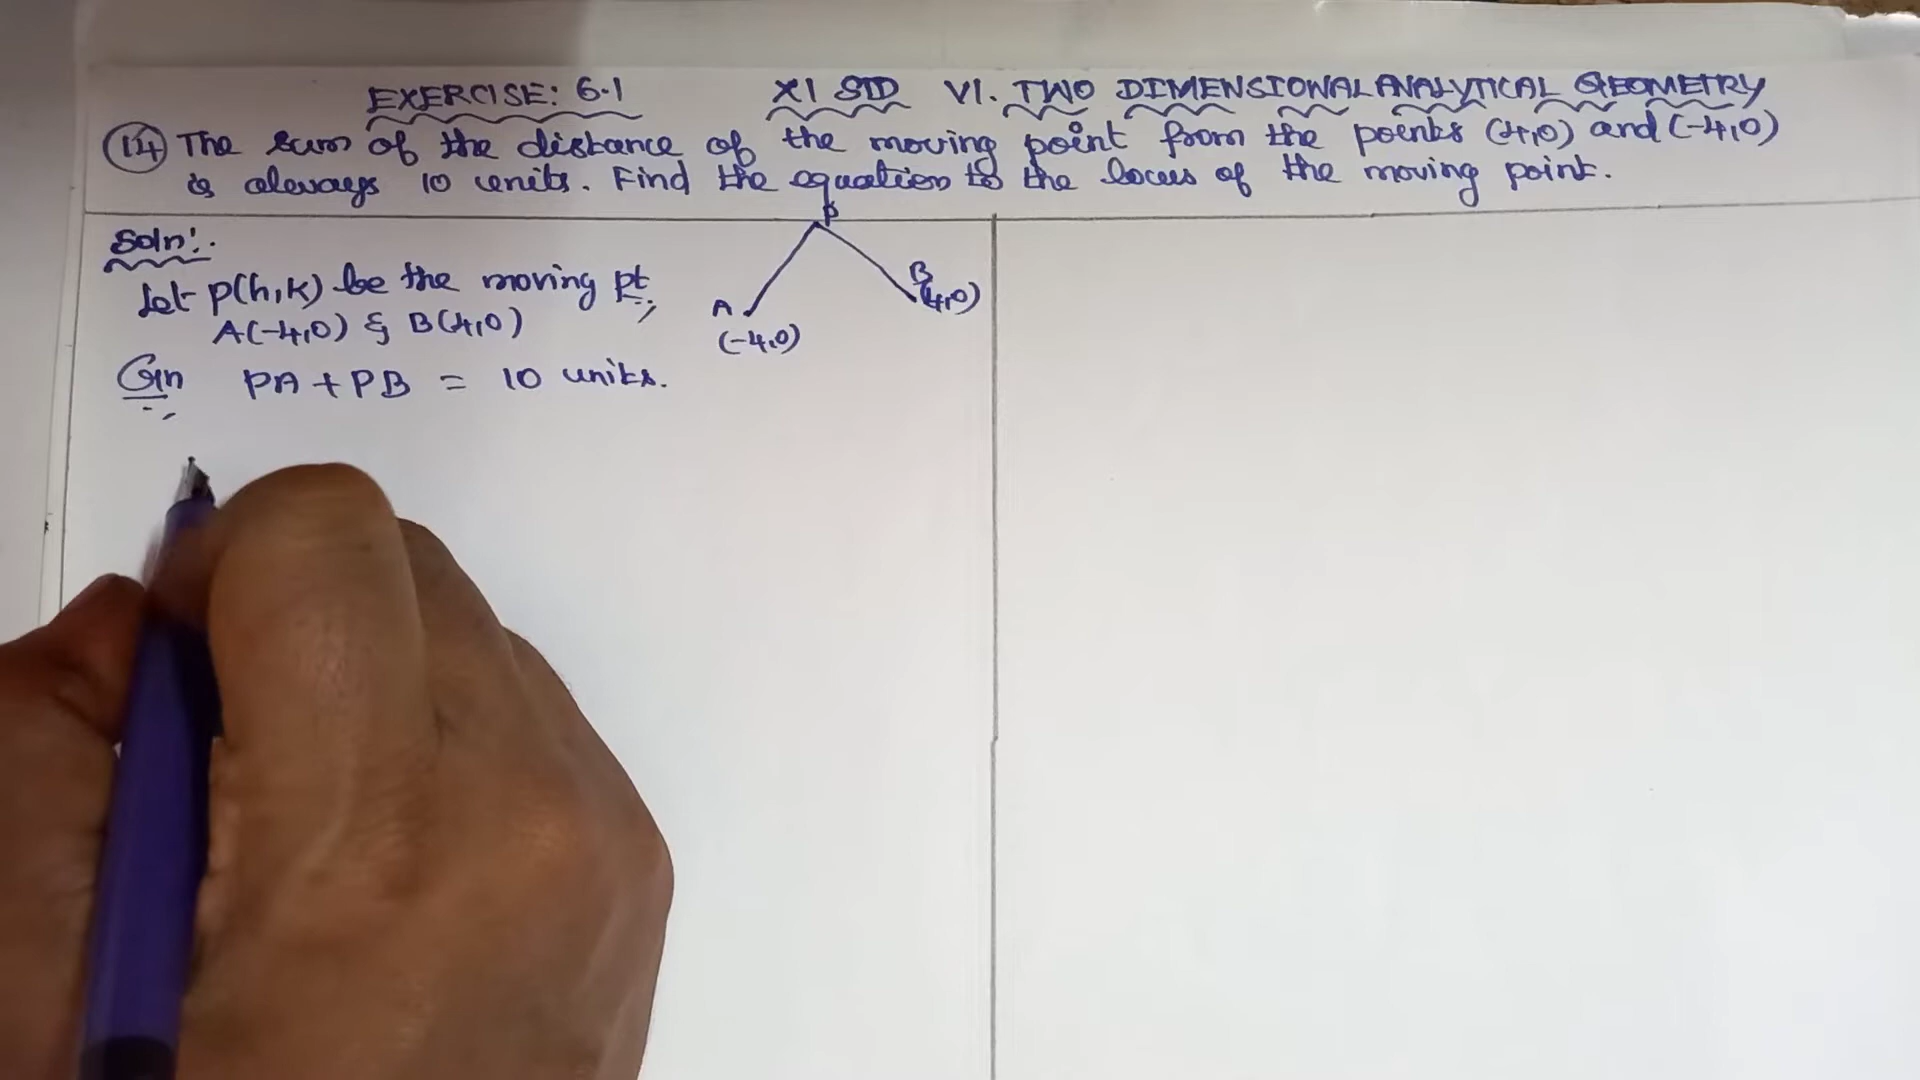 EXERCISE: 6.1 XI STD VI. TWO DIMENSIONAL ANALYTICAL GEOMETRY
14 The sum of the distance of the moving point from the points (4,0) and (-4,0)
is always 10 units. Find the equation to the locus of the moving point.
Soln:.
Let P(h,k) be the moving pt
A(-4,0) & B(4,0)
Gn PA + PB = 10 units.
P
B
(4,0)
A
(-4,0)